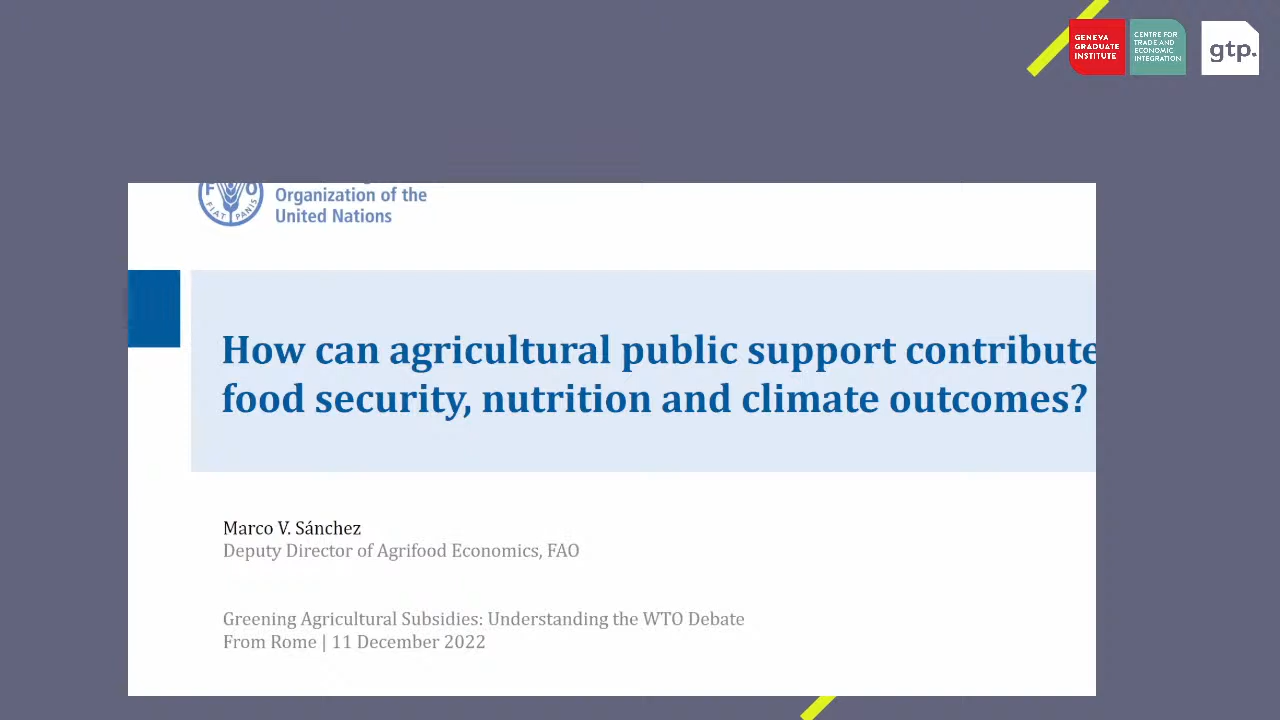 GENEVA
GRADUATE
INSTITUTE
CENTRE FOR
TRADE AND
ECONOMIC
INTEGRATION
gtp.
F O
FIAT PANIS
Organization of the
United Nations
How can agricultural public support contribute
food security, nutrition and climate outcomes?
Marco V. Sánchez
Deputy Director of Agrifood Economics, FAO
Greening Agricultural Subsidies: Understanding the WTO Debate
From Rome | 11 December 2022